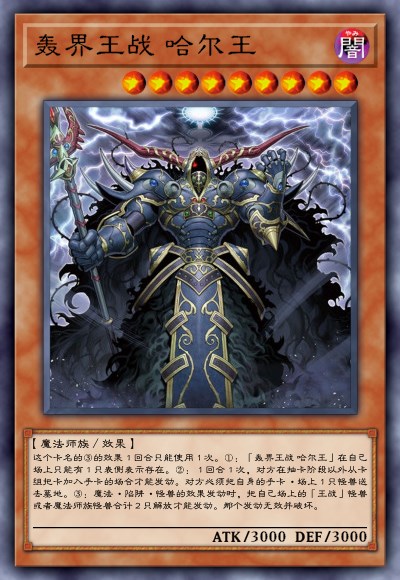 轰界王战 哈尔王
闇
やみ
【魔法师族／效果】
这个卡名的③的效果1回合只能使用1次。①：「轰界王战 哈尔王」在自己
场上只能有1只表侧表示存在。②：1回合1次，对方在抽卡阶段以外从卡
组把卡加入手卡的场合才能发动。对方必须把自身的手卡·场上1只怪兽送
去墓地。③：魔法·陷阱·怪兽的效果发动时，把自己场上的「王战」怪兽
或者魔法师族怪兽合计2只解放才能发动。那个发动无效并破坏。
ATK/3000 DEF/3000